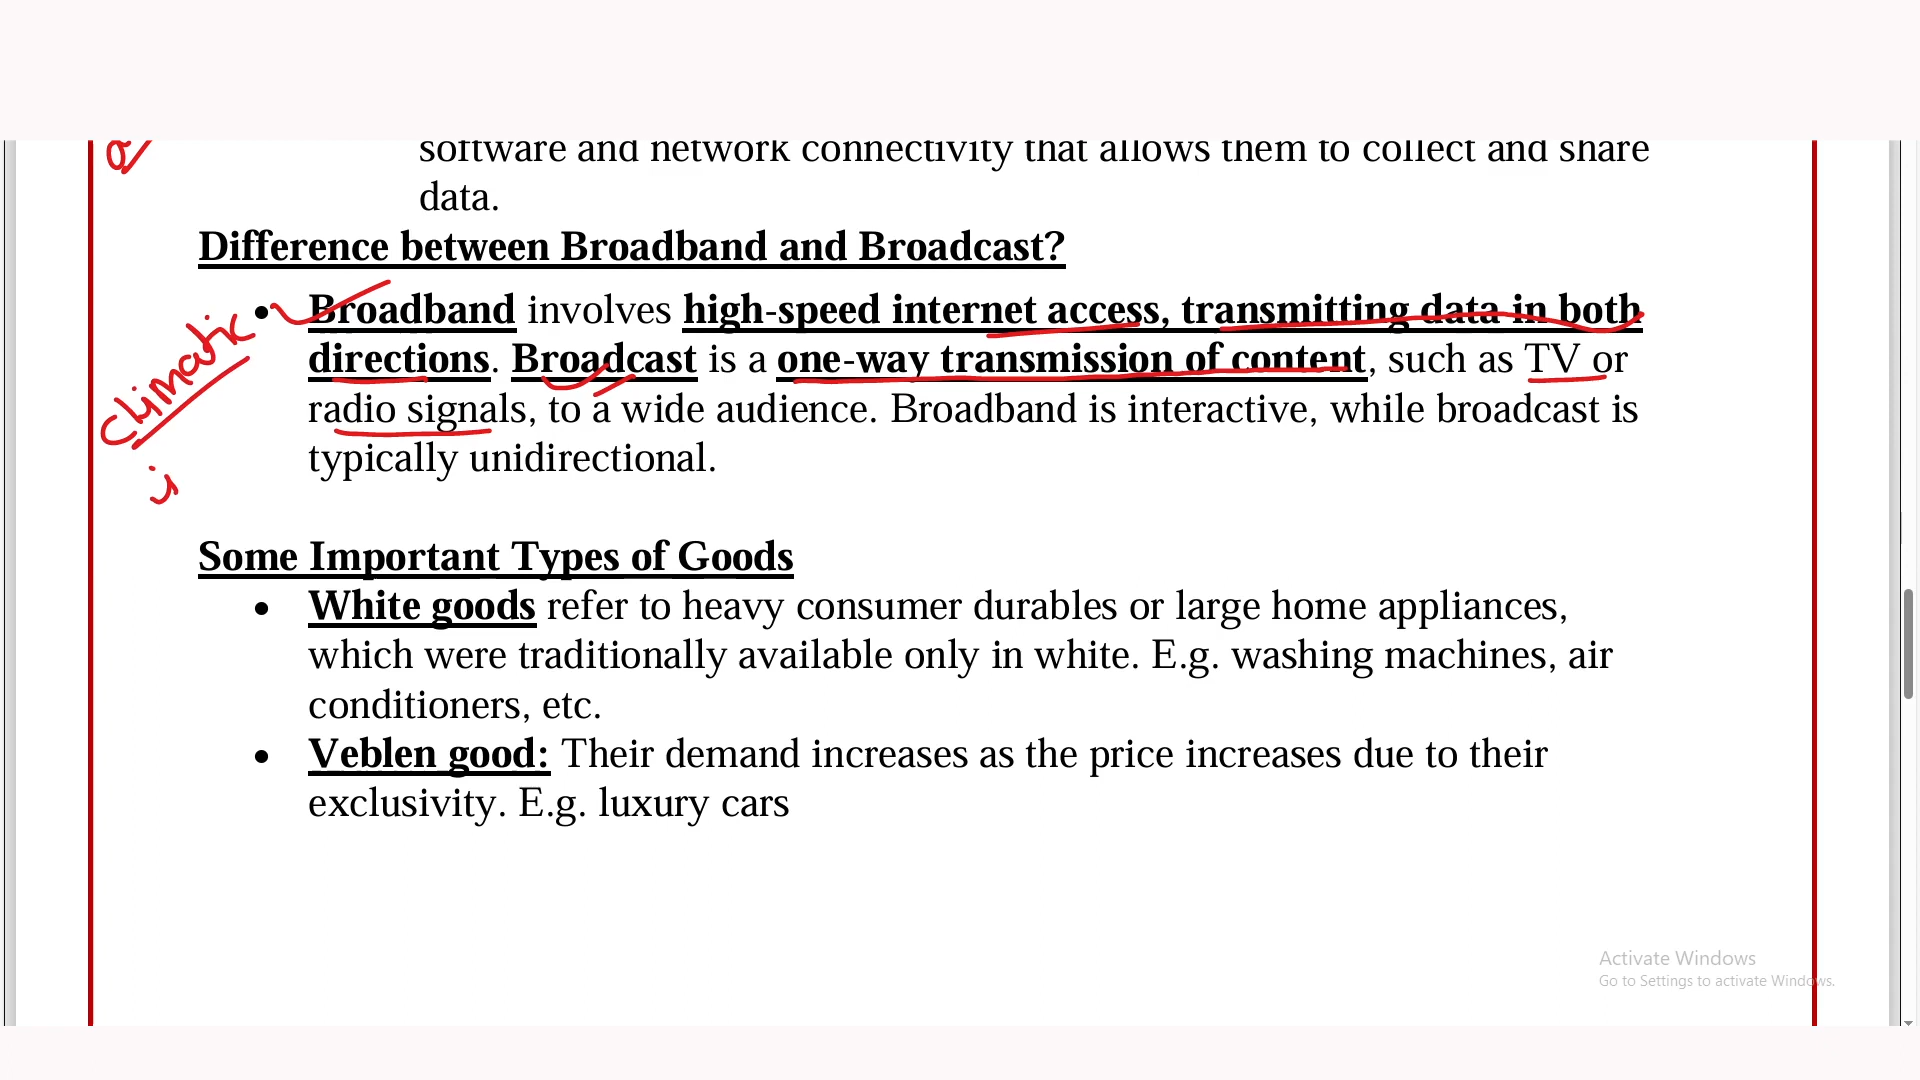 software and network connectivity that allows them to collect and share
data.
Difference between Broadband and Broadcast?
• Broadband involves high-speed internet access, transmitting data in both
directions. Broadcast is a one-way transmission of content, such as TV or
radio signals, to a wide audience. Broadband is interactive, while broadcast is
typically unidirectional.
Climatic
Some Important Types of Goods
• White goods refer to heavy consumer durables or large home appliances,
which were traditionally available only in white. E.g. washing machines, air
conditioners, etc.
• Veblen good: Their demand increases as the price increases due to their
exclusivity. E.g. luxury cars
Activate Windows
Go to Settings to activate Windows.